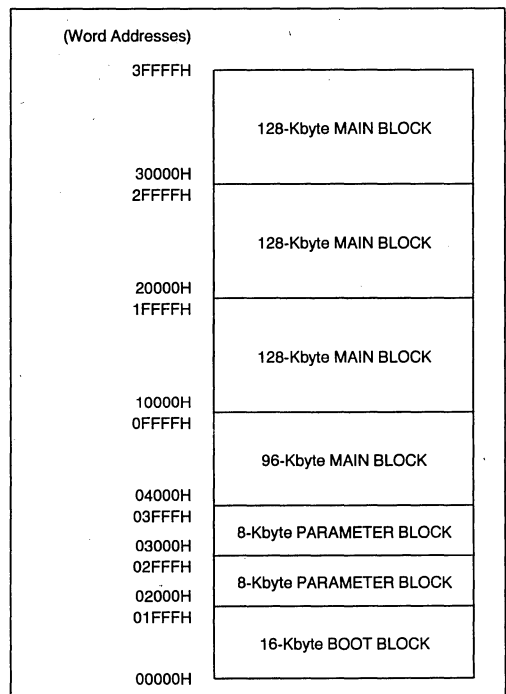 (Word Addresses)
3FFFFH
128-Kbyte MAIN BLOCK
30000H
2FFFFH
128-Kbyte MAIN BLOCK
20000H
1FFFFH
128-Kbyte MAIN BLOCK
10000H
0FFFFH
96-Kbyte MAIN BLOCK
04000H
03FFFH
8-Kbyte PARAMETER BLOCK
03000H
02FFFH
8-Kbyte PARAMETER BLOCK
02000H
01FFFH
16-Kbyte BOOT BLOCK
00000H